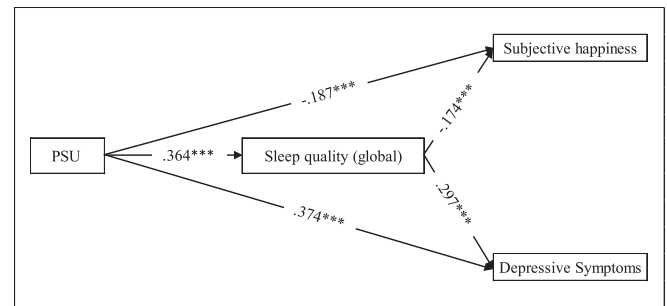 Subjective happiness
-.187***
-.174***
PSU
.364***
Sleep quality (global)
.297***
.374***
Depressive Symptoms